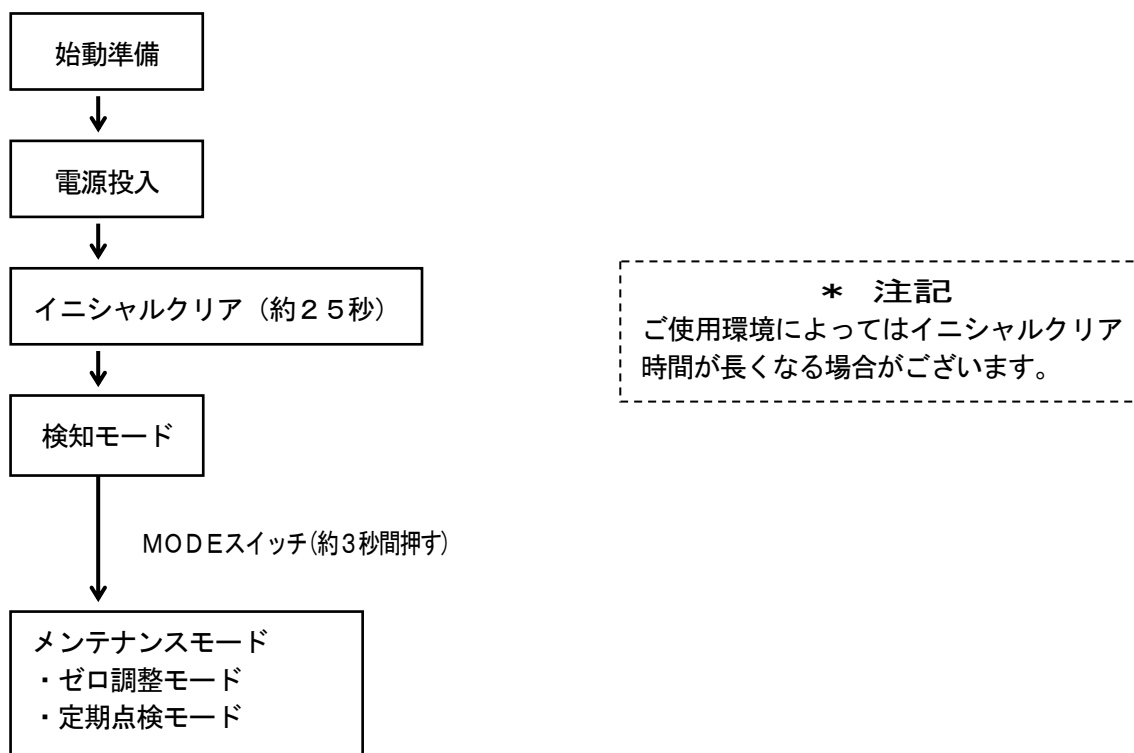 始動準備
電源投入
イニシャルクリア（約２５秒）
＊　注記
ご使用環境によってはイニシャルクリア
時間が長くなる場合がございます。
検知モード
ＭＯＤＥスイッチ(約３秒間押す)
メンテナンスモード
・ゼロ調整モード
・定期点検モード